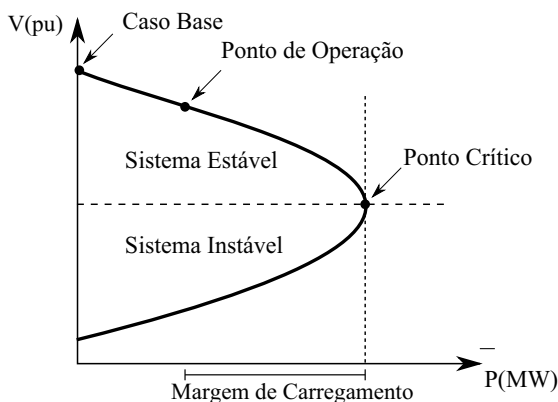 V(pu)
Caso Base
Ponto de Operação
Sistema Estável
Ponto Crítico
Sistema Instável
P̅(MW)
Margem de Carregamento